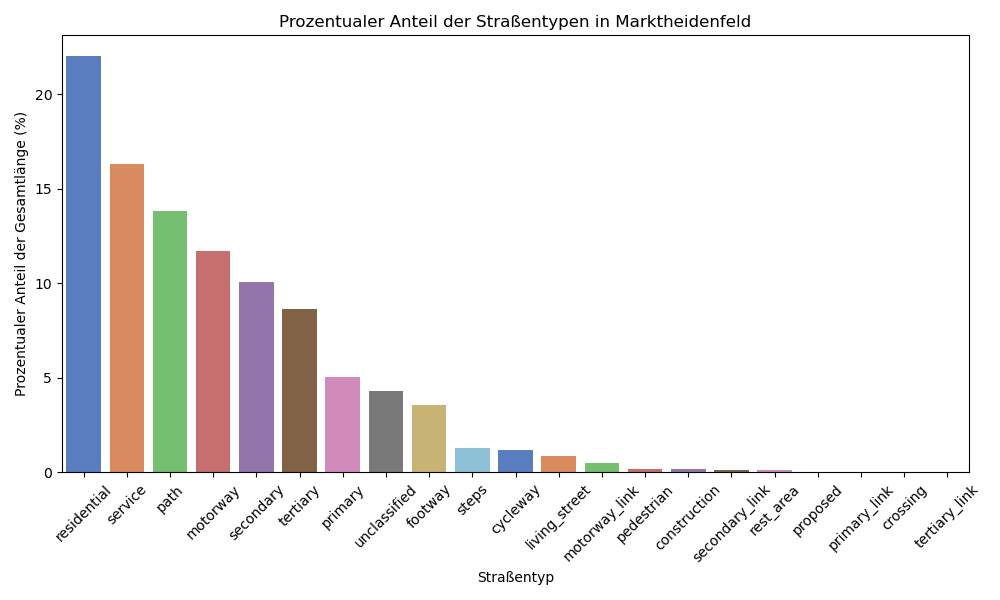 Prozentualer Anteil der Straßentypen in Marktheidenfeld
Prozentualer Anteil der Gesamtlänge (%)
20
15
10
5
0
residential
service
path
motorway
secondary
tertiary
primary
unclassified
footway
steps
cycleway
living_street
motorway_link
pedestrian
construction
secondary_link
rest_area
proposed
primary_link
crossing
tertiary_link
Straßentyp